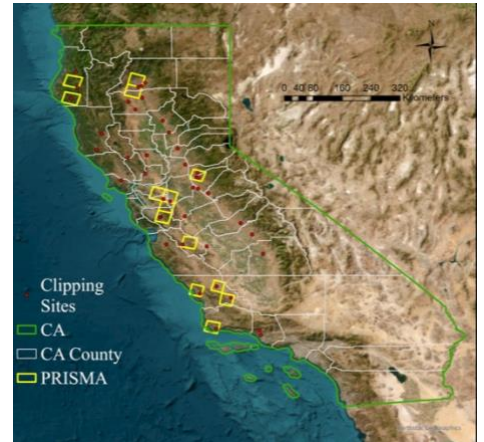 N
0 40 80 160 240 320
Kilometers
Clipping
Sites
CA
CA County
PRISMA